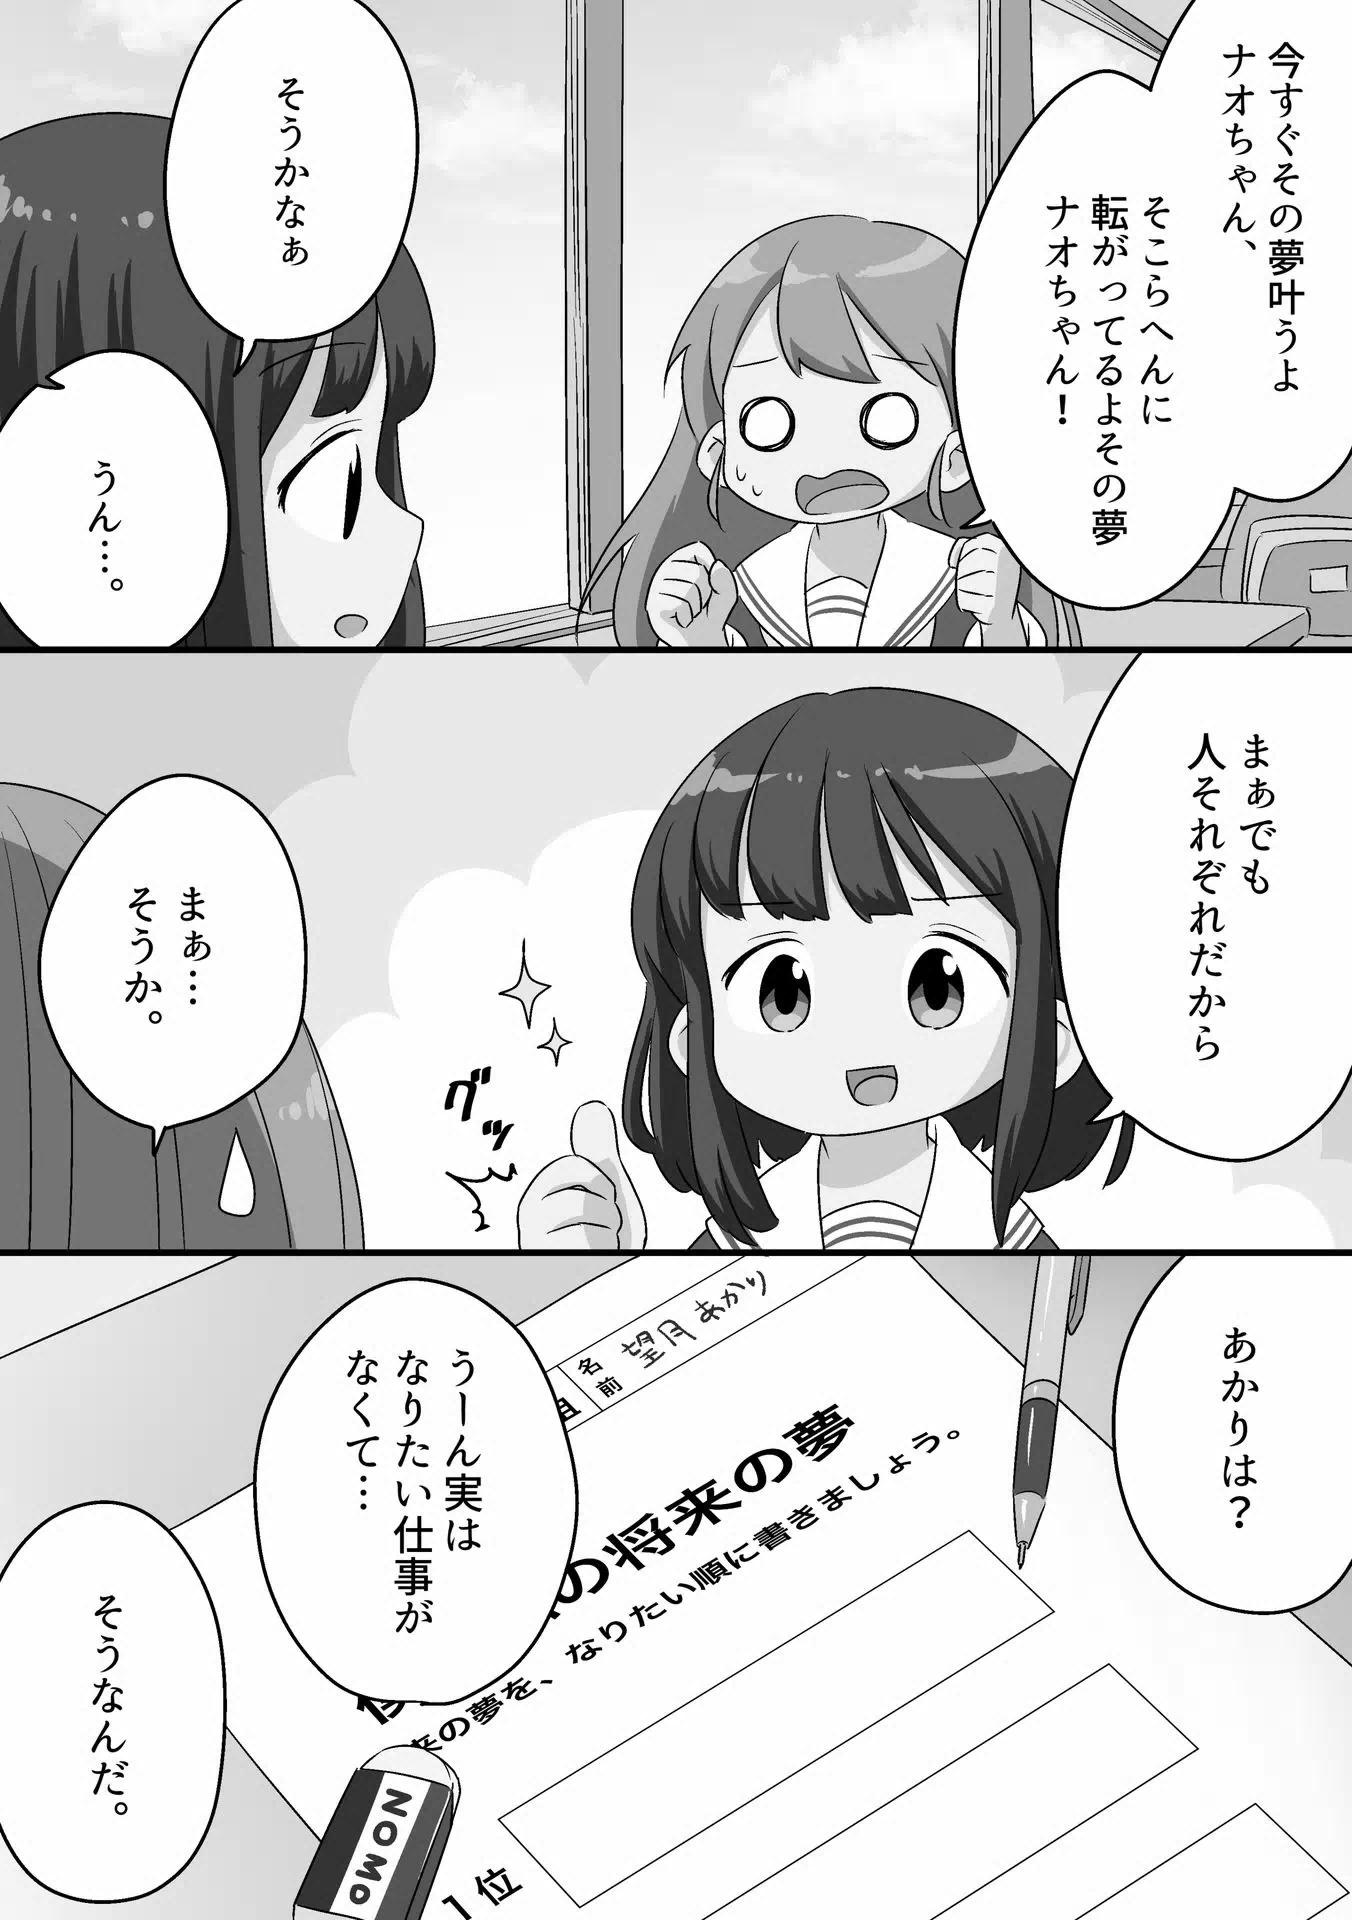 今すぐその夢叶うよ
ナオちゃん、
そこらへんに
転がってるよその夢
ナオちゃん！
そうかなぁ
うん…。
まぁでも
人それぞれだから
グッ
まぁ…
そうか。
あかりは？
うーん実は
なりたい仕事が
なくて…
そうなんだ。
組
名前
望月あかり
の将来の夢
来の夢を、なりたい順に書きましょう。
1位
NOMO